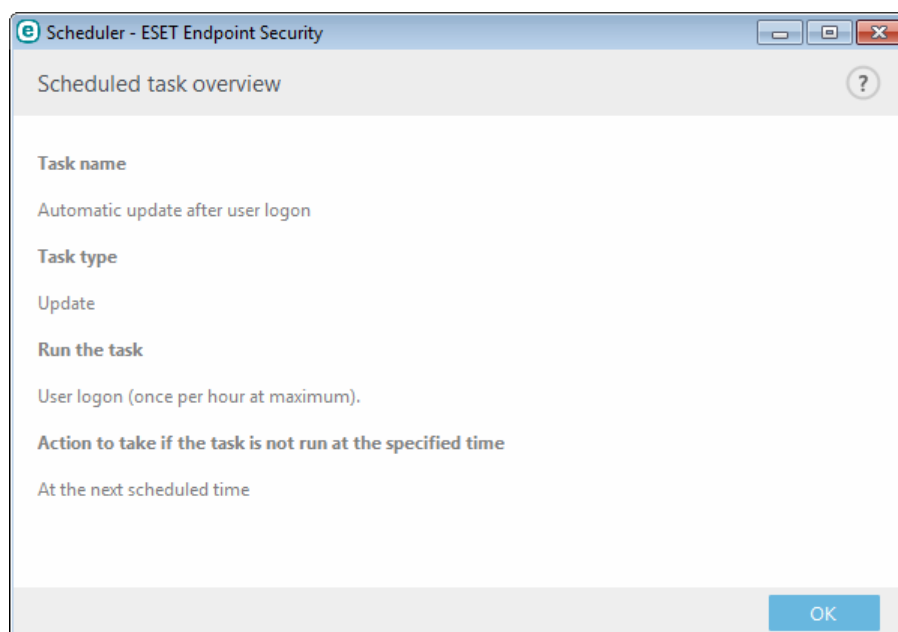 Scheduler - ESET Endpoint Security
Scheduled task overview
?
Task name
Automatic update after user logon
Task type
Update
Run the task
User logon (once per hour at maximum).
Action to take if the task is not run at the specified time
At the next scheduled time
OK